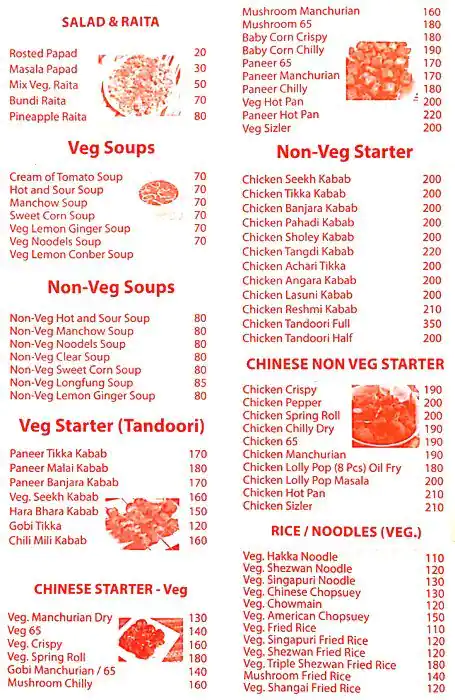 SALAD & RAITA
Rosted Papad 20
Masala Papad 30
Mix Veg. Raita 50
Bundi Raita 70
Pineapple Raita 80
Veg Soups
Cream of Tomato Soup 70
Hot and Sour Soup 70
Manchow Soup 70
Sweet Corn Soup 70
Veg Lemon Ginger Soup 70
Veg Noodels Soup 70
Veg Lemon Conber Soup
Non-Veg Soups
Non-Veg Hot and Sour Soup 80
Non-Veg Manchow Soup 80
Non-Veg Noodels Soup 80
Non-Veg Clear Soup 80
Non-Veg Sweet Corn Soup 80
Non-Veg Longfung Soup 85
Non-Veg Lemon Ginger Soup 80
Veg Starter (Tandoori)
Paneer Tikka Kabab 170
Paneer Malai Kabab 180
Paneer Banjara Kabab 170
Veg. Seekh Kabab 160
Hara Bhara Kabab 150
Gobi Tikka 120
Chili Mili Kabab 160
CHINESE STARTER - Veg
Veg. Manchurian Dry 130
Veg 65 140
Veg. Crispy 160
Veg. Spring Roll 180
Gobi Manchurian / 65 140
Mushroom Chilly 160
Mushroom Manchurian 160
Mushroom 65 180
Baby Corn Crispy 180
Baby Corn Chilly 190
Paneer 65 170
Paneer Manchurian 170
Paneer Chilly 180
Veg Hot Pan 200
Paneer Hot Pan 220
Veg Sizler 200
Non-Veg Starter
Chicken Seekh Kabab 200
Chicken Tikka Kabab 200
Chicken Banjara Kabab 200
Chicken Pahadi Kabab 200
Chicken Sholey Kabab 200
Chicken Tangdi Kabab 220
Chicken Achari Tikka 200
Chicken Angara Kabab 200
Chicken Lasuni Kabab 200
Chicken Reshmi Kabab 210
Chicken Tandoori Full 350
Chicken Tandoori Half 200
CHINESE NON VEG STARTER
Chicken Crispy 190
Chicken Pepper 200
Chicken Spring Roll 200
Chicken Chilly Dry 190
Chicken 65 190
Chicken Manchurian 190
Chicken Lolly Pop (8 Pcs) Oil Fry 180
Chicken Lolly Pop Masala 200
Chicken Hot Pan 210
Chicken Sizler 210
RICE / NOODLES (VEG.)
Veg. Hakka Noodle 110
Veg. Shezwan Noodle 120
Veg. Singapuri Noodle 130
Veg. Chinese Chopsuey 130
Veg. Chowmain 120
Veg. American Chopsuey 150
Veg. Fried Rice 110
Veg. Singapuri Fried Rice 120
Veg. Shezwan Fried Rice 120
Veg. Triple Shezwan Fried Rice 180
Mushroom Fried Rice 140
Veg. Shangai Fried Rice 120